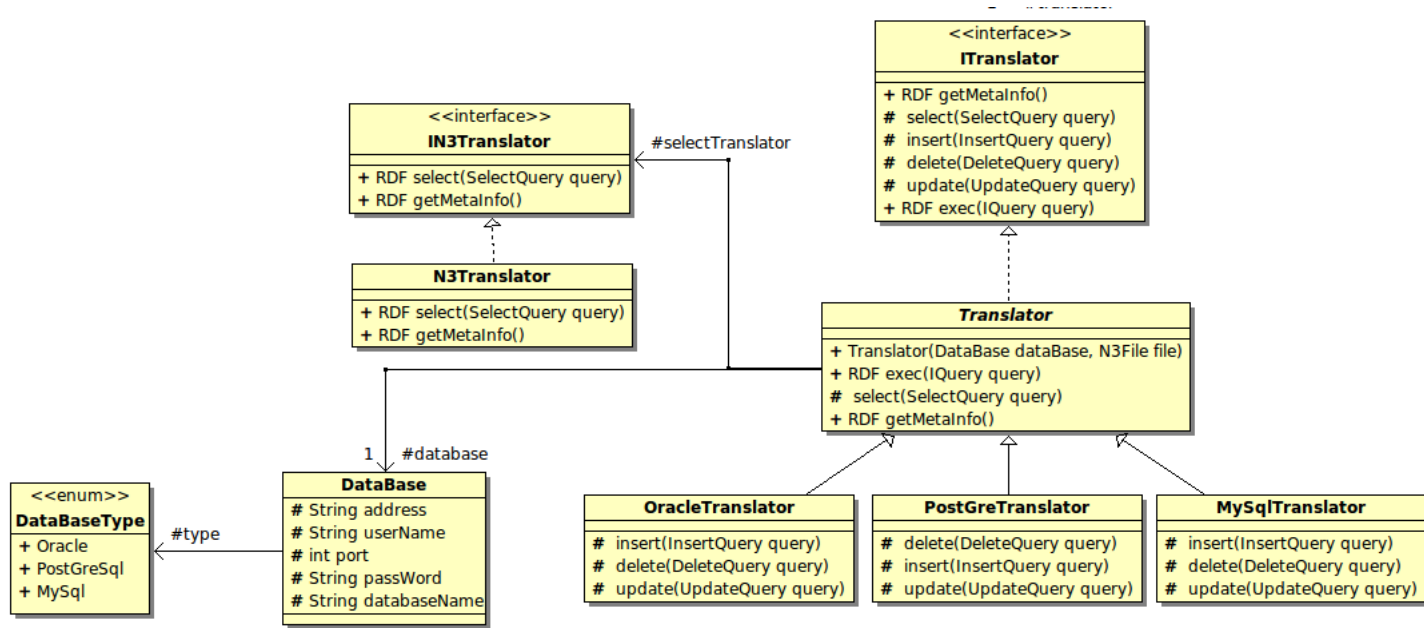 <<interface>>
ITranslator
+ RDF getMetaInfo()
# select(SelectQuery query)
# insert(InsertQuery query)
# delete(DeleteQuery query)
# update(UpdateQuery query)
+ RDF exec(IQuery query)
<<interface>>
IN3Translator
+ RDF select(SelectQuery query)
+ RDF getMetaInfo()
#selectTranslator
N3Translator
+ RDF select(SelectQuery query)
+ RDF getMetaInfo()
Translator
+ Translator(DataBase dataBase, N3File file)
+ RDF exec(IQuery query)
# select(SelectQuery query)
+ RDF getMetaInfo()
1 #database
<<enum>>
DataBaseType
+ Oracle
+ PostGreSql
+ MySql
#type
DataBase
# String address
# String userName
# int port
# String passWord
# String databaseName
OracleTranslator
# insert(InsertQuery query)
# delete(DeleteQuery query)
# update(UpdateQuery query)
PostGreTranslator
# delete(DeleteQuery query)
# insert(InsertQuery query)
# update(UpdateQuery query)
MySqlTranslator
# insert(InsertQuery query)
# delete(DeleteQuery query)
# update(UpdateQuery query)